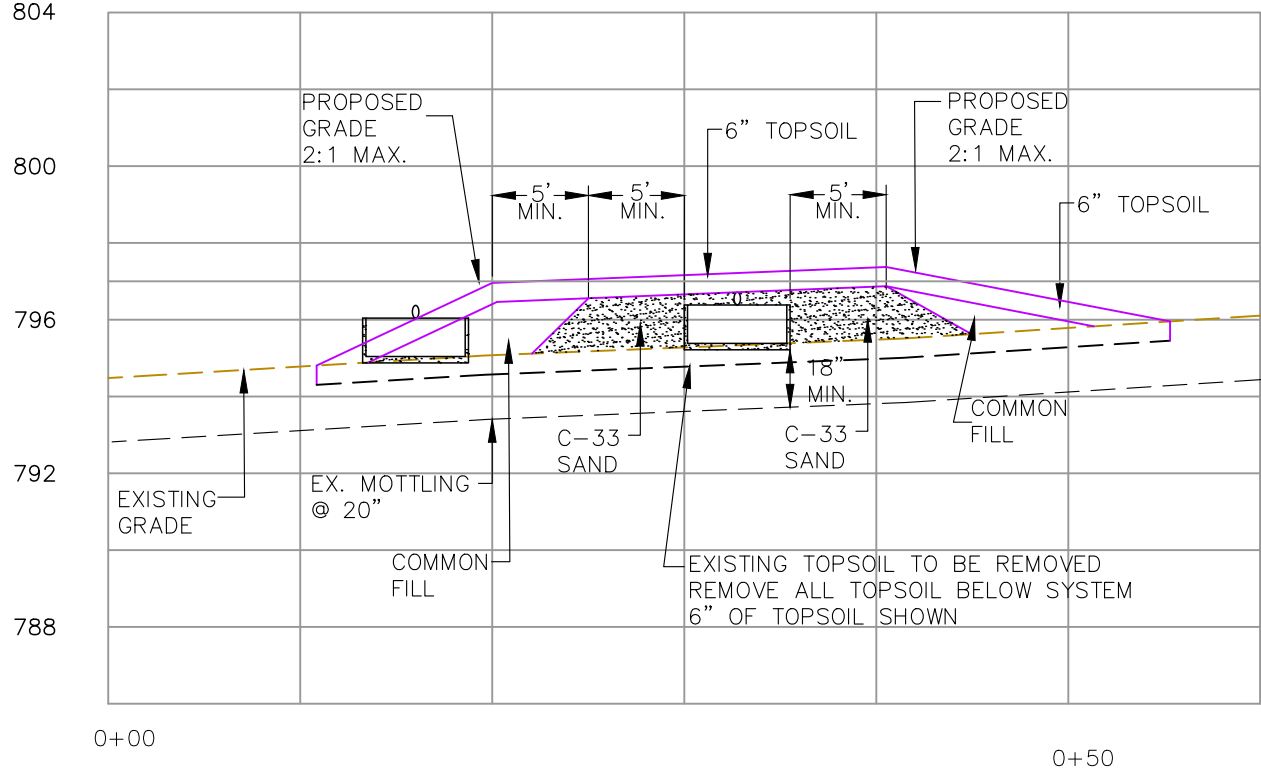 804
800
796
792
788
PROPOSED
GRADE
2:1 MAX.
6” TOPSOIL
PROPOSED
GRADE
2:1 MAX.
5’
MIN.
5’
MIN.
5’
MIN.
6” TOPSOIL
0
0
18”
MIN.
C-33
SAND
C-33
SAND
COMMON
FILL
EXISTING
GRADE
EX. MOTTLING
@ 20”
COMMON
FILL
EXISTING TOPSOIL TO BE REMOVED
REMOVE ALL TOPSOIL BELOW SYSTEM
6” OF TOPSOIL SHOWN
0+00
0+50